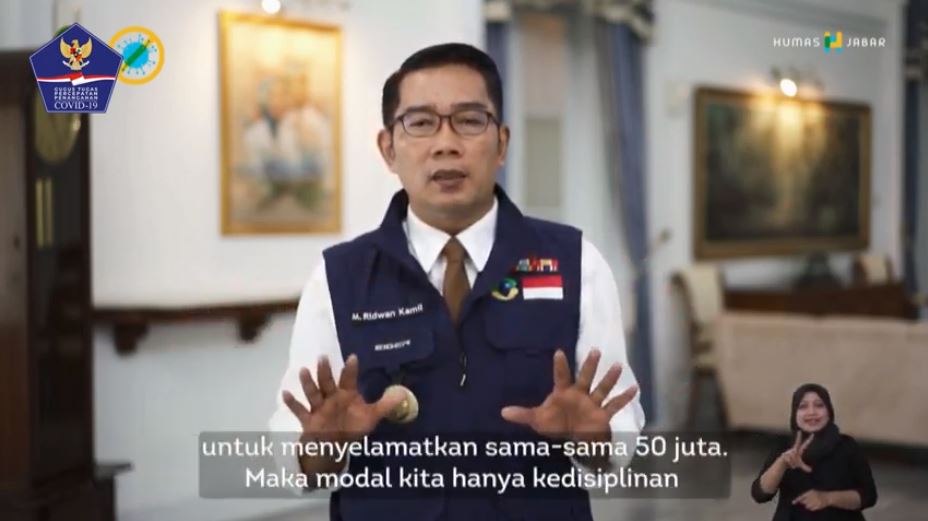 HUMAS JABAR
GUGUS TUGAS
PERCEPATAN
PENANGANAN
COVID-19
M. Ridwan Kamil
untuk menyelamatkan sama-sama 50 juta.
Maka modal kita hanya kedisiplinan